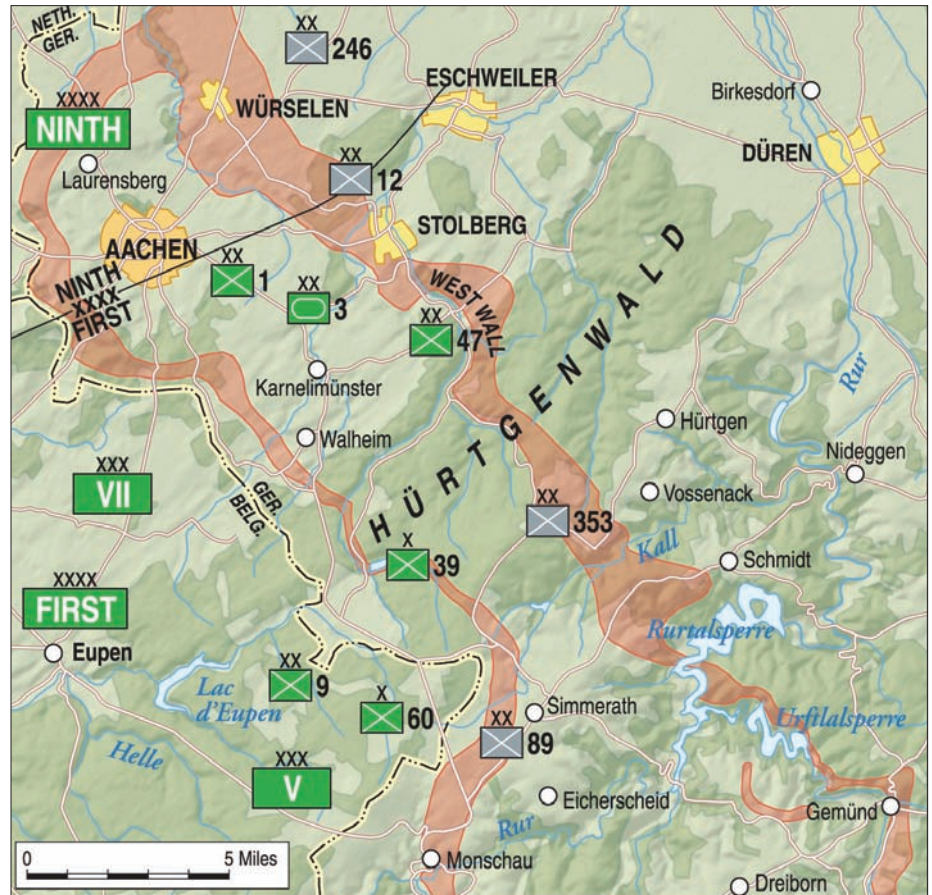 NETH.
GER.
XX
246
ESCHWEILER
XXXX
NINTH
WÜRSELEN
Birkesdorf
DÜREN
Laurensberg
XX
12
STOLBERG
AACHEN
NINTH
XXXX
FIRST
XX
1
XX
3
XX
47
WEST WALL
HÜRTGENWALD
Rur
Karnelimünster
Hürtgen
Walheim
Nideggen
XXX
VII
GER.
BELG.
Vossenack
XX
353
Kall
Schmidt
X
39
XXXX
FIRST
Eupen
Rurtalsperre
XX
9
Lac
d'Eupen
X
60
Simmerath
XX
89
Urftlalsperre
Helle
XXX
V
Eicherscheid
Rur
Gemünd
0
5 Miles
Monschau
Dreiborn